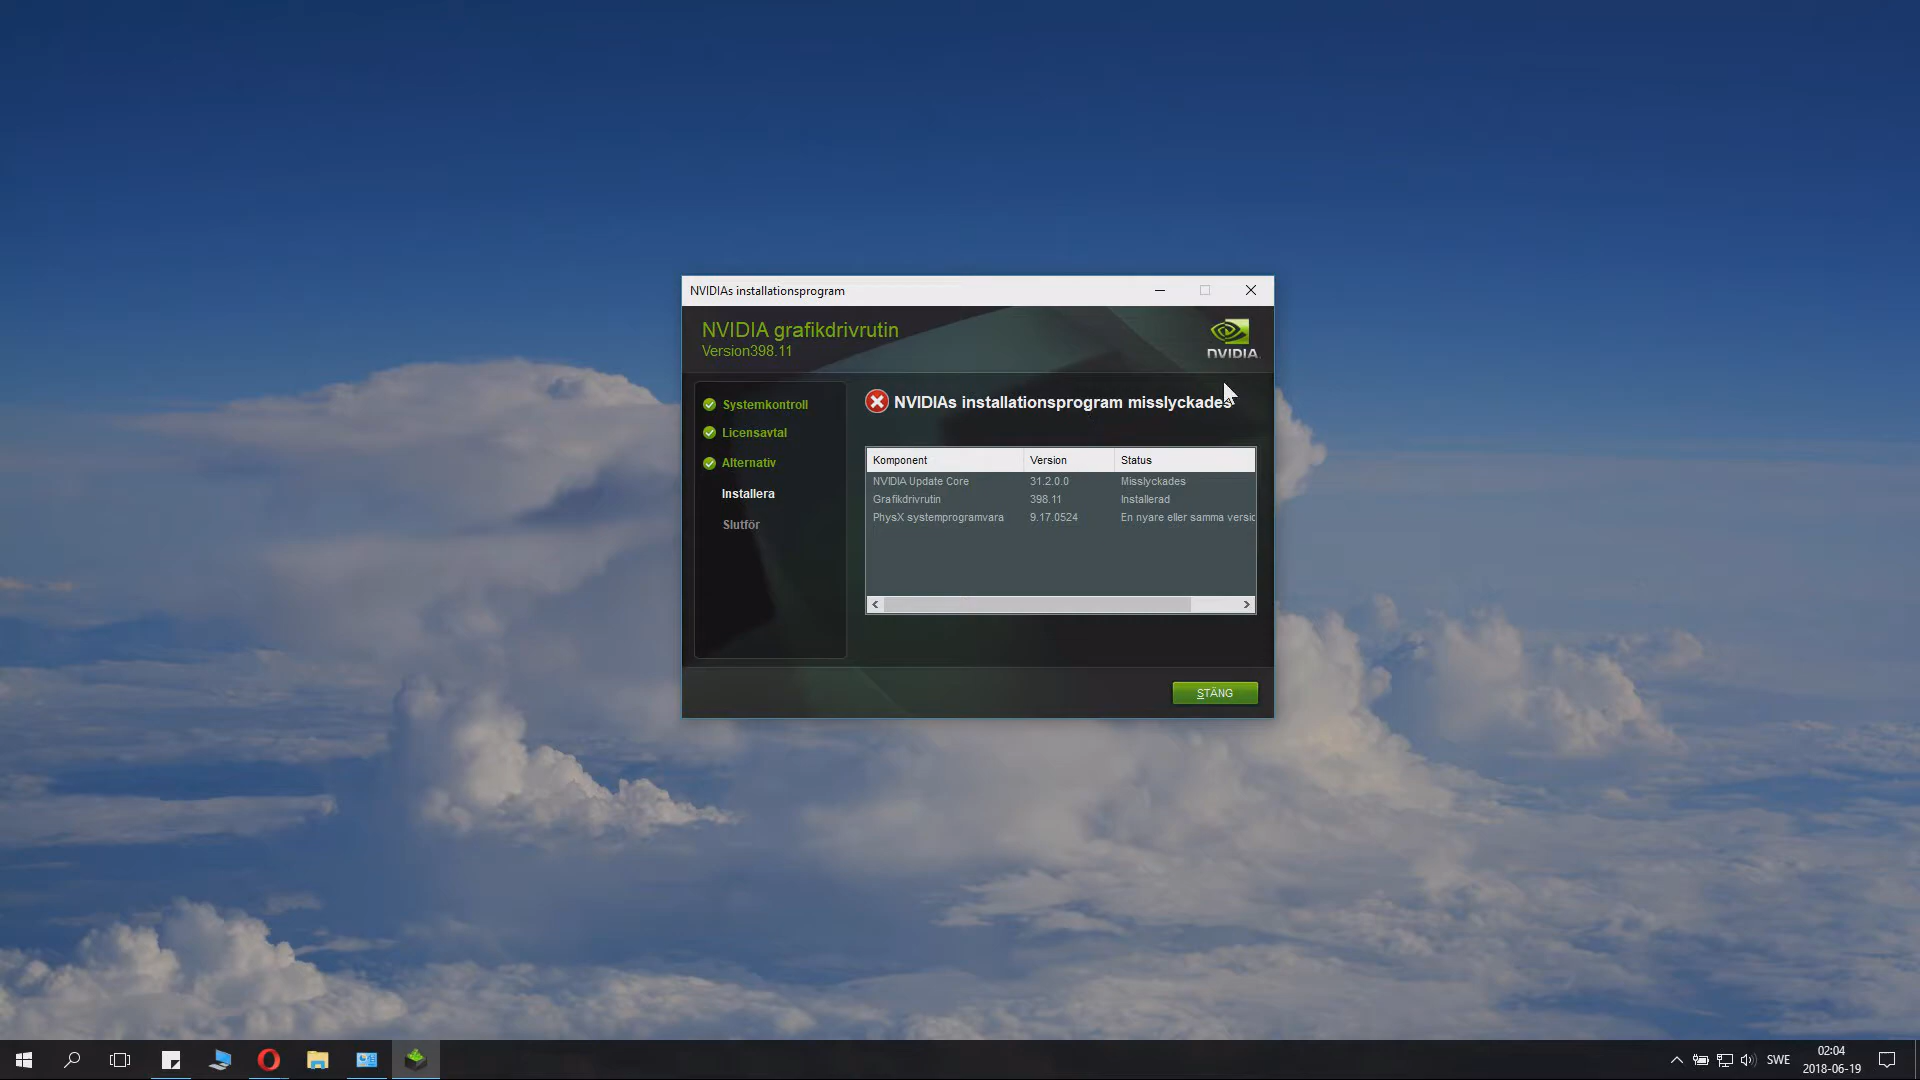 NVIDIAs installationsprogram
NVIDIA grafikdrivrutin
Version398.11
NVIDIA
Systemkontroll
Licensavtal
Alternativ
Installera
Slutför
NVIDIAs installationsprogram misslyckades
Komponent Version Status
NVIDIA Update Core 31.2.0.0 Misslyckades
Grafikdrivrutin 398.11 Installerad
PhysX systemprogramvara 9.17.0524 En nyare eller samma versic
STÄNG
SWE
02:04
2018-06-19